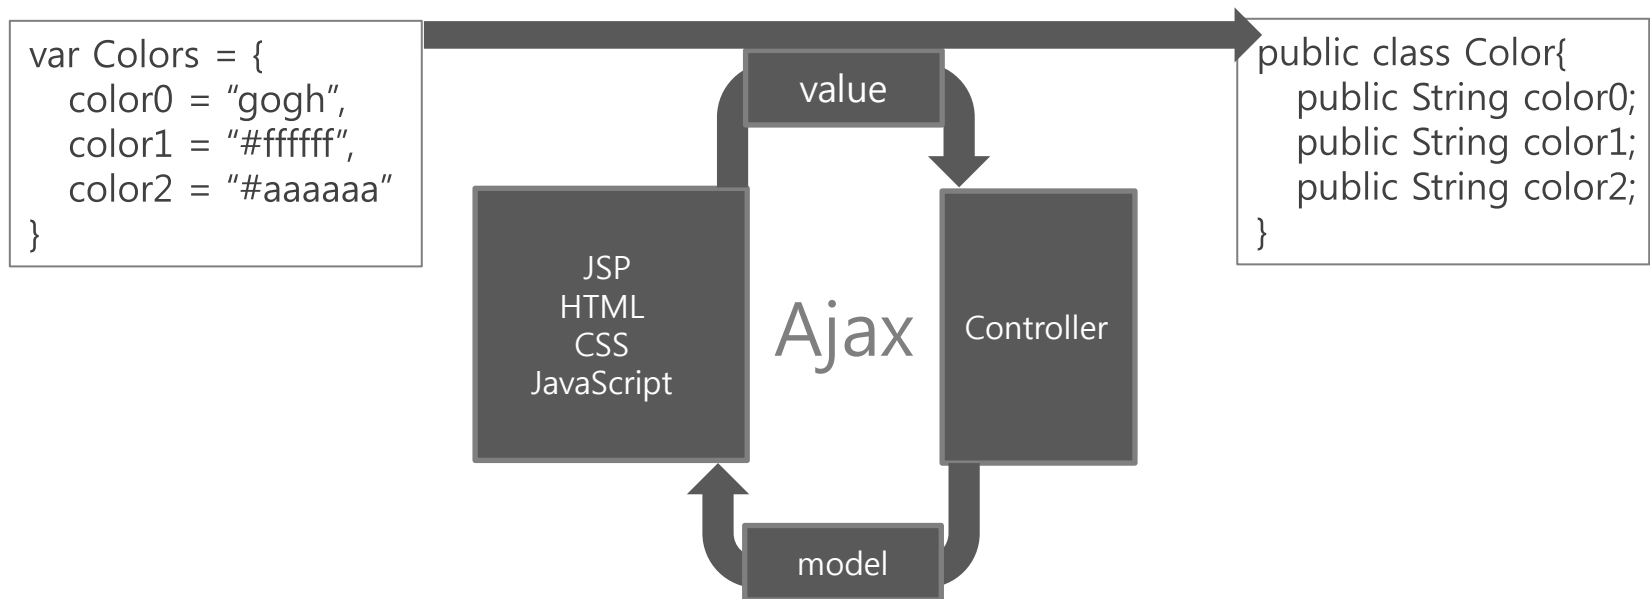 var Colors = {
color0 = “gogh”,
color1 = “#ffffff”,
color2 = “#aaaaaa”
}
value
public class Color{
public String color0;
public String color1;
public String color2;
}
JSP
HTML
CSS
JavaScript
Ajax
Controller
model